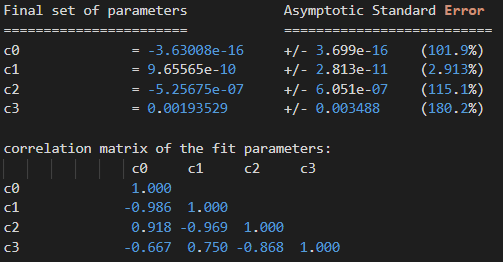 Final set of parameters            Asymptotic Standard Error
=======================            ==========================
c0              = -3.63008e-16     +/- 3.699e-16    (101.9%)
c1              = 9.65565e-10      +/- 2.813e-11    (2.913%)
c2              = -5.25675e-07     +/- 6.051e-07    (115.1%)
c3              = 0.00193529       +/- 0.003488     (180.2%)
correlation matrix of the fit parameters:
                c0     c1     c2     c3
c0              1.000
c1             -0.986  1.000
c2              0.918 -0.969  1.000
c3             -0.667  0.750 -0.868  1.000